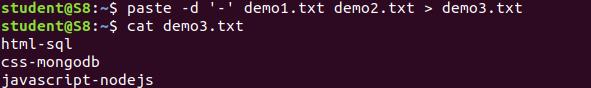 student@S8:~$ paste -d '-' demo1.txt demo2.txt > demo3.txt
student@S8:~$ cat demo3.txt
html-sql
css-mongodb
javascript-nodejs